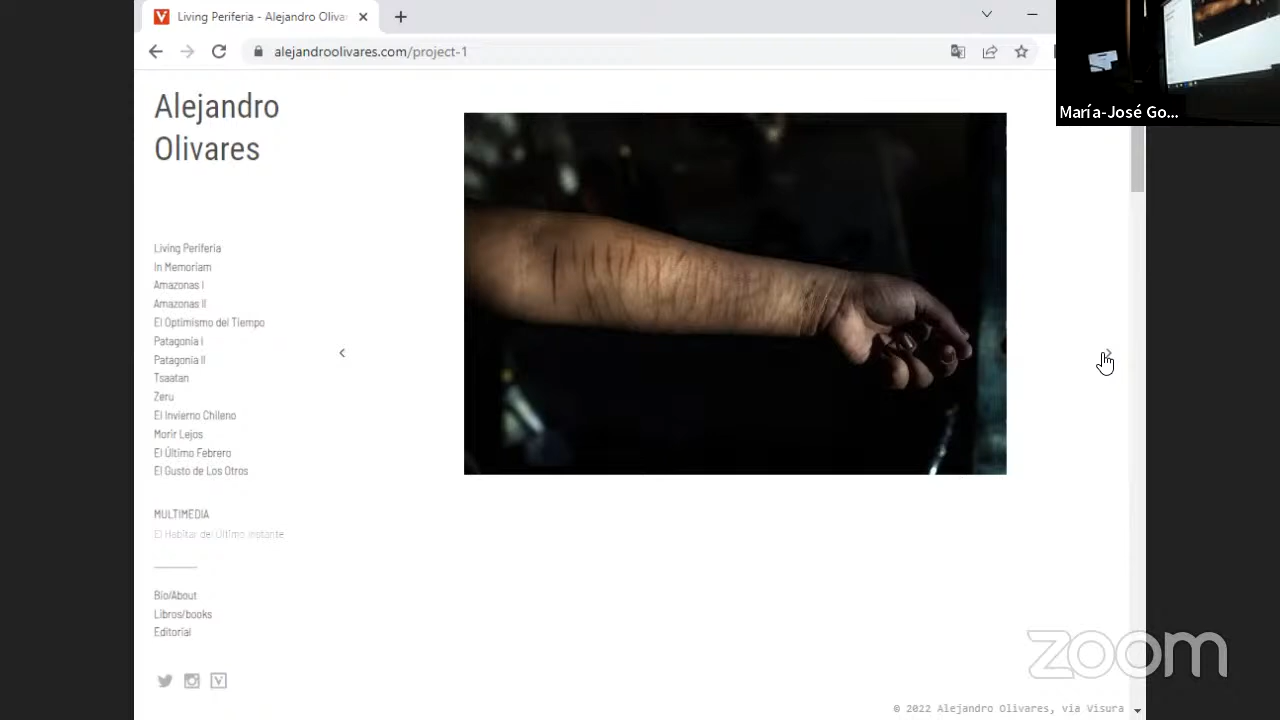 Living Periferia - Alejandro Oliva
alejandroolivares.com/project-1
María-José Go...
Alejandro
Olivares
Living Periferia
In Memoriam
Amazonas I
Amazonas II
El Optimismo del Tiempo
Patagonia I
Patagonia II
Tsaatan
Zeru
El Invierno Chileno
Morir Lejos
El Último Febrero
El Gusto de Los Otros
MULTIMEDIA
El Habitar del Último Instante
Bio/About
Libros/books
Editorial
zoom
© 2022 Alejandro Olivares, via Visura